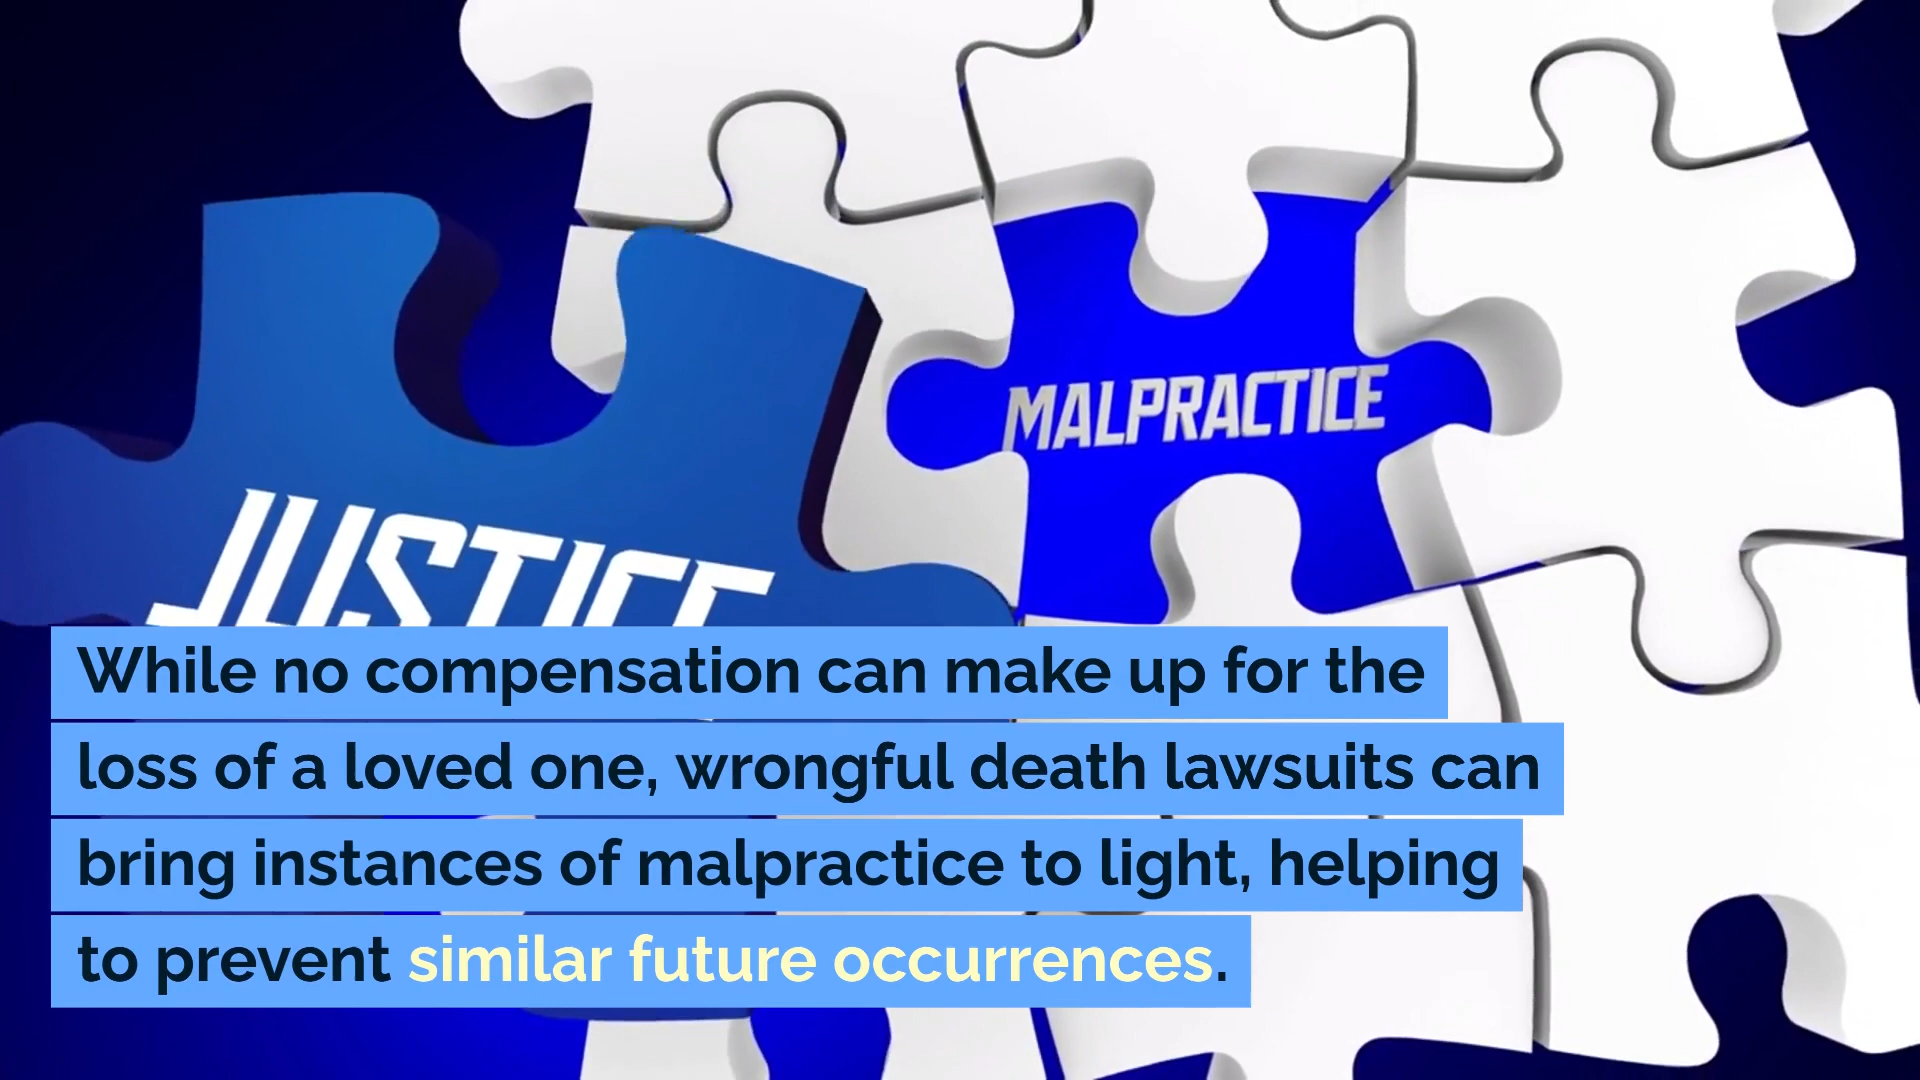 MALPRACTICE
JUSTICE
While no compensation can make up for the
loss of a loved one, wrongful death lawsuits can
bring instances of malpractice to light, helping
to prevent similar future occurrences.